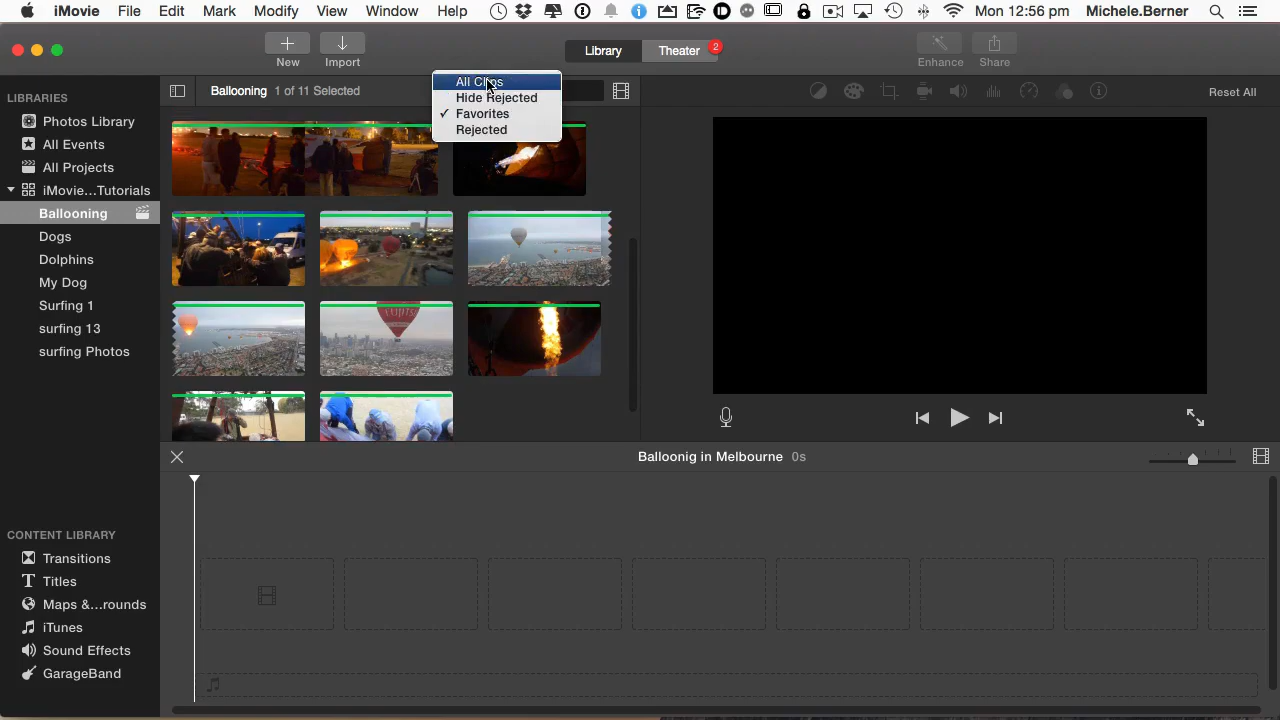 iMovie File Edit Mark Modify View Window Help Mon 12:56 pm Michele.Berner
New Import Library Theater 2 Enhance Share
LIBRARIES
Photos Library
All Events
All Projects
iMovie...Tutorials
Ballooning
Dogs
Dolphins
My Dog
Surfing 1
surfing 13
surfing Photos
CONTENT LIBRARY
Transitions
Titles
Maps &...rounds
iTunes
Sound Effects
GarageBand
Ballooning 1 of 11 Selected
All Clips
Hide Rejected
✓ Favorites
Rejected
Reset All
Balloonig in Melbourne 0s